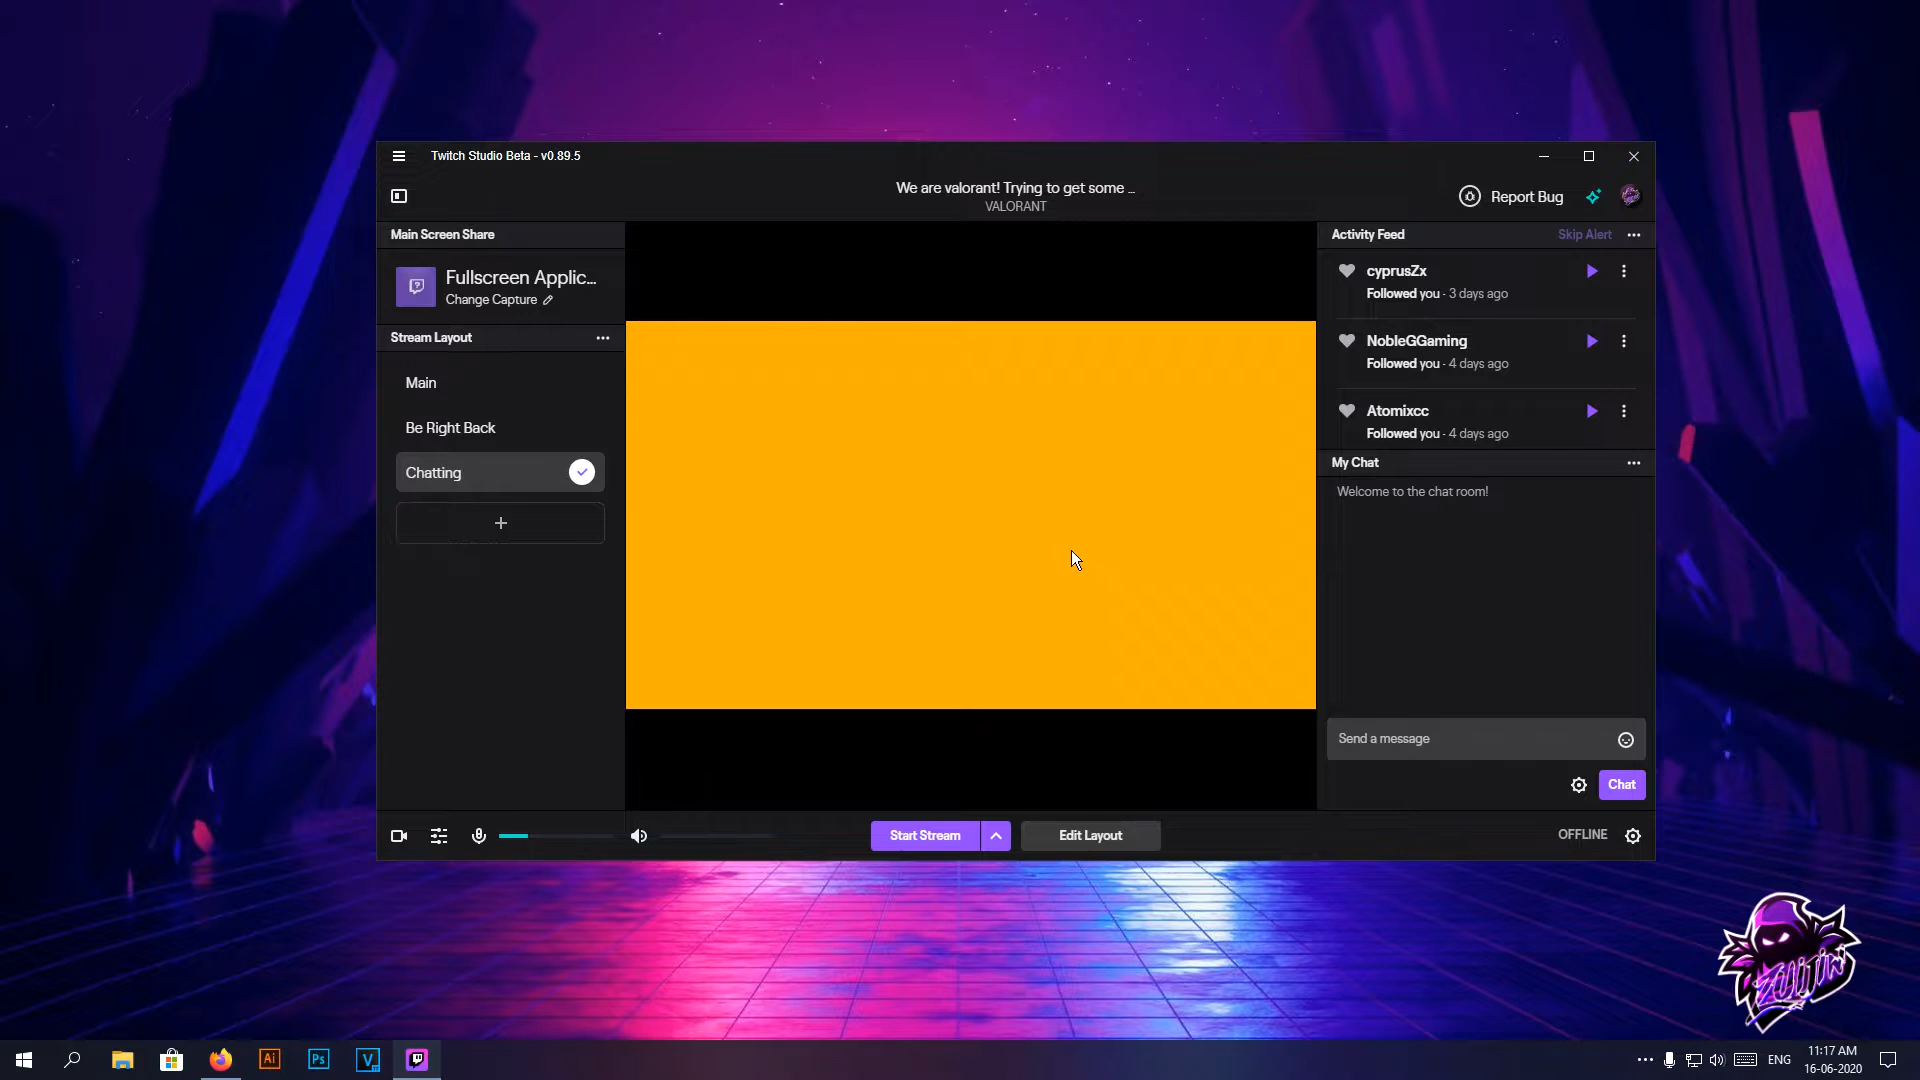 Twitch Studio Beta - v0.89.5
We are valorant! Trying to get some ...
VALORANT
Report Bug
Main Screen Share
Fullscreen Applic...
Change Capture
Stream Layout
Main
Be Right Back
Chatting
Activity Feed
Skip Alert
cyprusZx
Followed you - 3 days ago
NobleGGaming
Followed you - 4 days ago
Atomixcc
Followed you - 4 days ago
My Chat
Welcome to the chat room!
Send a message
Chat
Start Stream
Edit Layout
OFFLINE
Ai
Ps
V
ENG
11:17 AM
16-06-2020